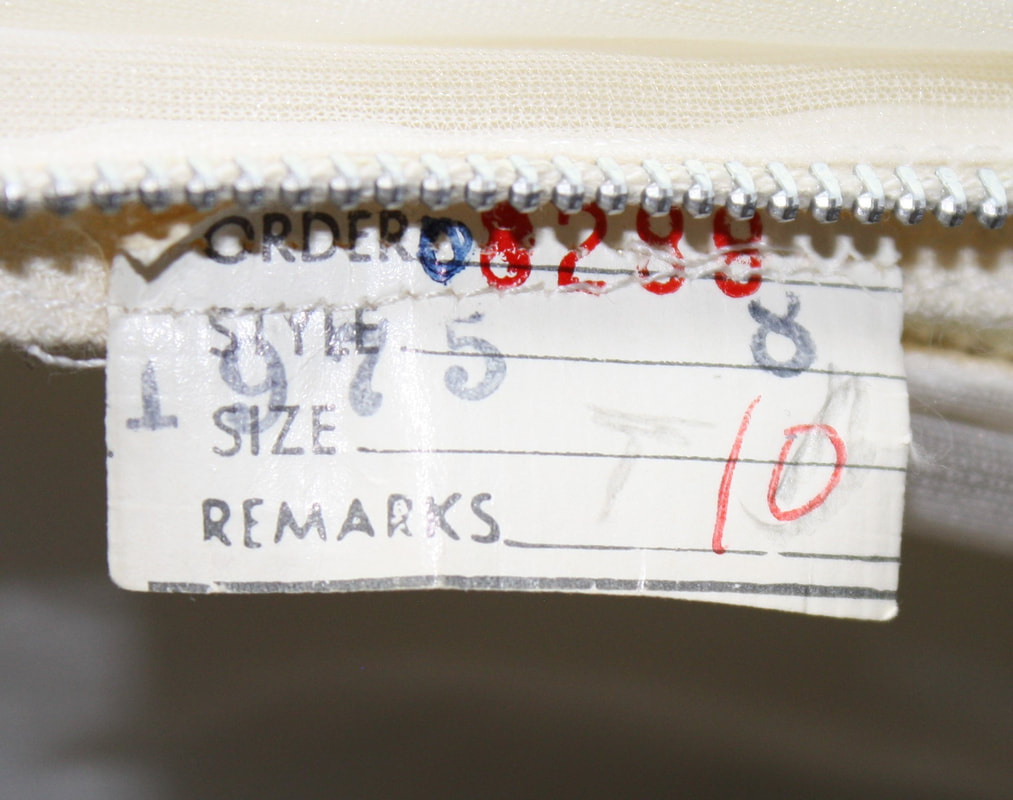 ORDER 08288
STYLE 8
1975
SIZE 10
REMARKS